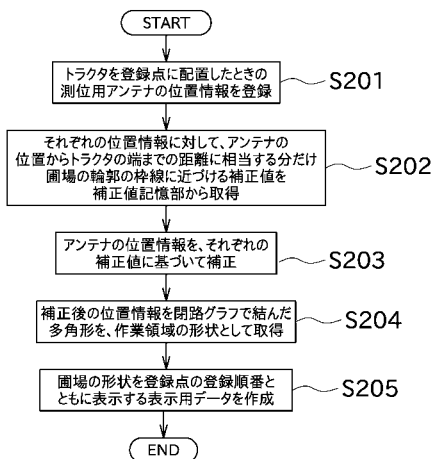 START
トラクタを登録点に配置したときの
測位用アンテナの位置情報を登録
S201
それぞれの位置情報に対して、アンテナの
位置からトラクタの端までの距離に相当する分だけ
圃場の輪郭の枠線に近づける補正値を
補正値記憶部から取得
S202
アンテナの位置情報を、それぞれの
補正値に基づいて補正
S203
補正後の位置情報を閉路グラフで結んだ
多角形を、作業領域の形状として取得
S204
圃場の形状を登録点の登録順番と
ともに表示する表示用データを作成
S205
END